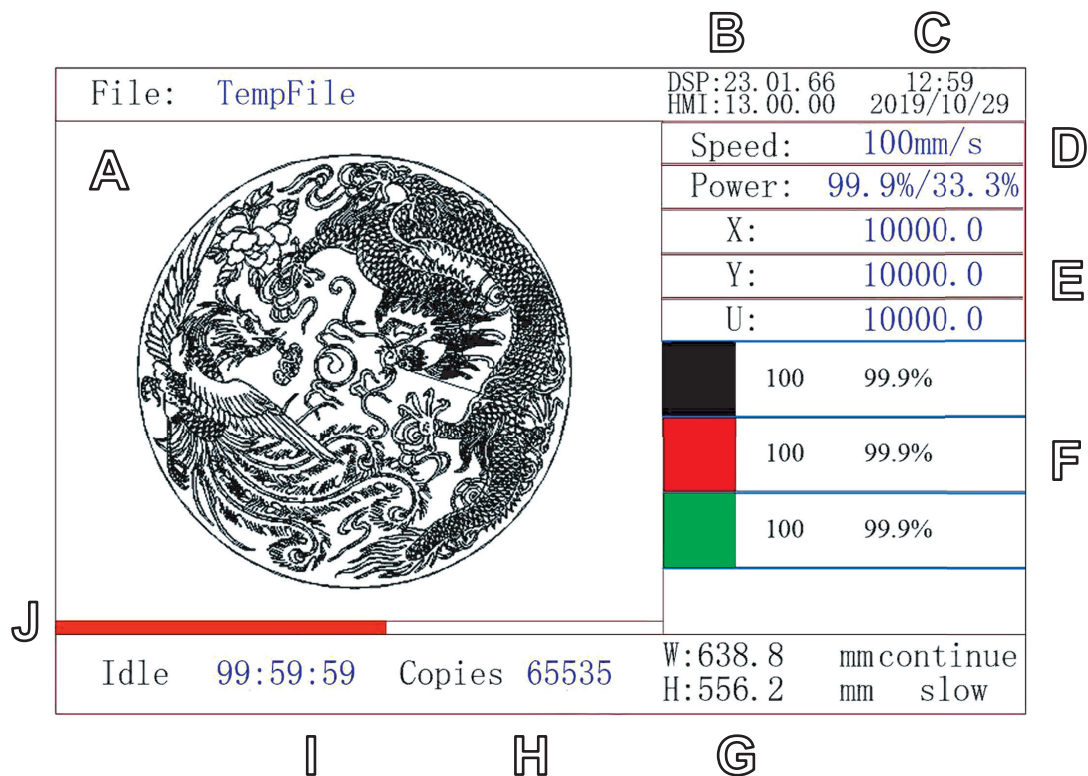 B C
File: TempFile DSP:23.01.66 12:59
HMI:13.00.00 2019/10/29
A Speed: 100mm/s D
Power: 99.9%/33.3%
X: 10000.0
Y: 10000.0 E
U: 10000.0
100 99.9%
100 99.9% F
100 99.9%
J
Idle 99:59:59 Copies 65535 W:638.8 mm continue
H:556.2 mm slow
I H G